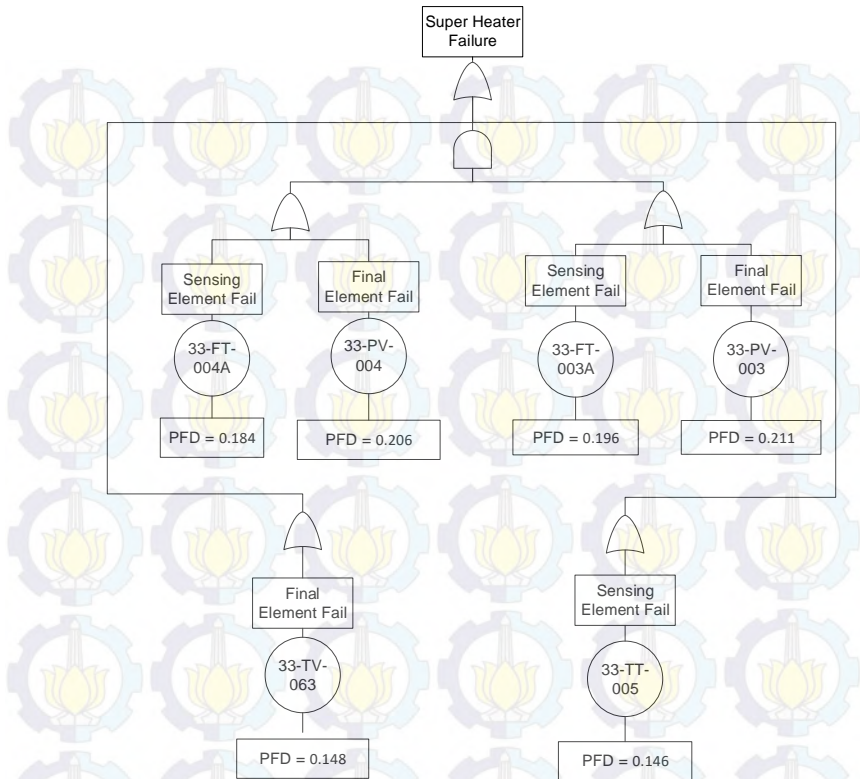 Super Heater
Failure
Sensing
Element Fail
Final
Element Fail
Sensing
Element Fail
Final
Element Fail
33-FT-
004A
33-PV-
004
33-FT-
003A
33-PV-
003
PFD = 0.184
PFD = 0.206
PFD = 0.196
PFD = 0.211
Final
Element Fail
Sensing
Element Fail
33-TV-
063
33-TT-
005
PFD = 0.148
PFD = 0.146